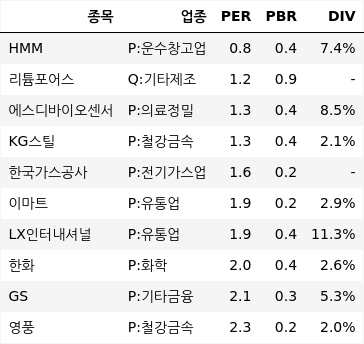 종목 업종 PER PBR DIV
HMM P:운수창고업 0.8 0.4 7.4%
리튬포어스 Q:기타제조 1.2 0.9 -
에스디바이오센서 P:의료정밀 1.3 0.4 8.5%
KG스틸 P:철강금속 1.3 0.4 2.1%
한국가스공사 P:전기가스업 1.6 0.2 -
이마트 P:유통업 1.9 0.2 2.9%
LX인터내셔널 P:유통업 1.9 0.4 11.3%
한화 P:화학 2.0 0.4 2.6%
GS P:기타금융 2.1 0.3 5.3%
영풍 P:철강금속 2.3 0.2 2.0%